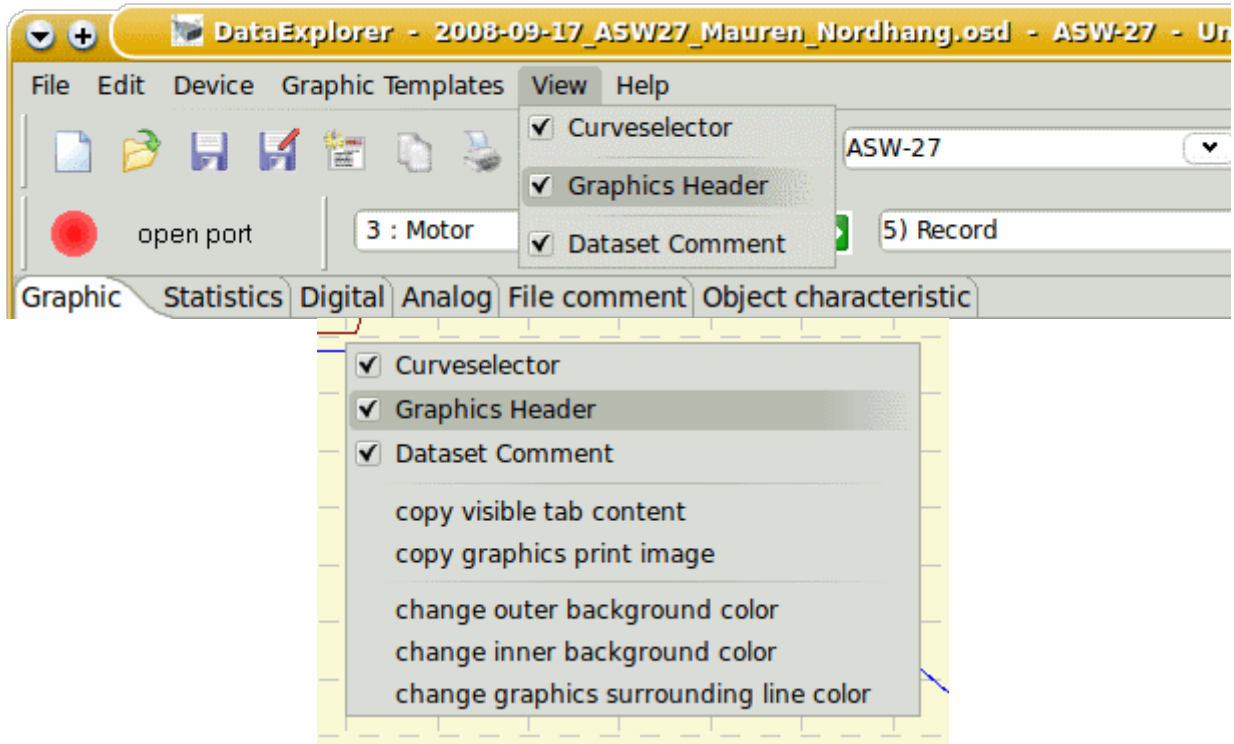 DataExplorer - 2008-09-17_ASW27_Mauren_Nordhang.osd - ASW-27 - Un
File Edit Device Graphic Templates View Help
Curveselector
ASW-27
Graphics Header
open port 3 : Motor 5) Record
Dataset Comment
Graphic Statistics Digital Analog File comment Object characteristic
Curveselector
Graphics Header
Dataset Comment
copy visible tab content
copy graphics print image
change outer background color
change inner background color
change graphics surrounding line color